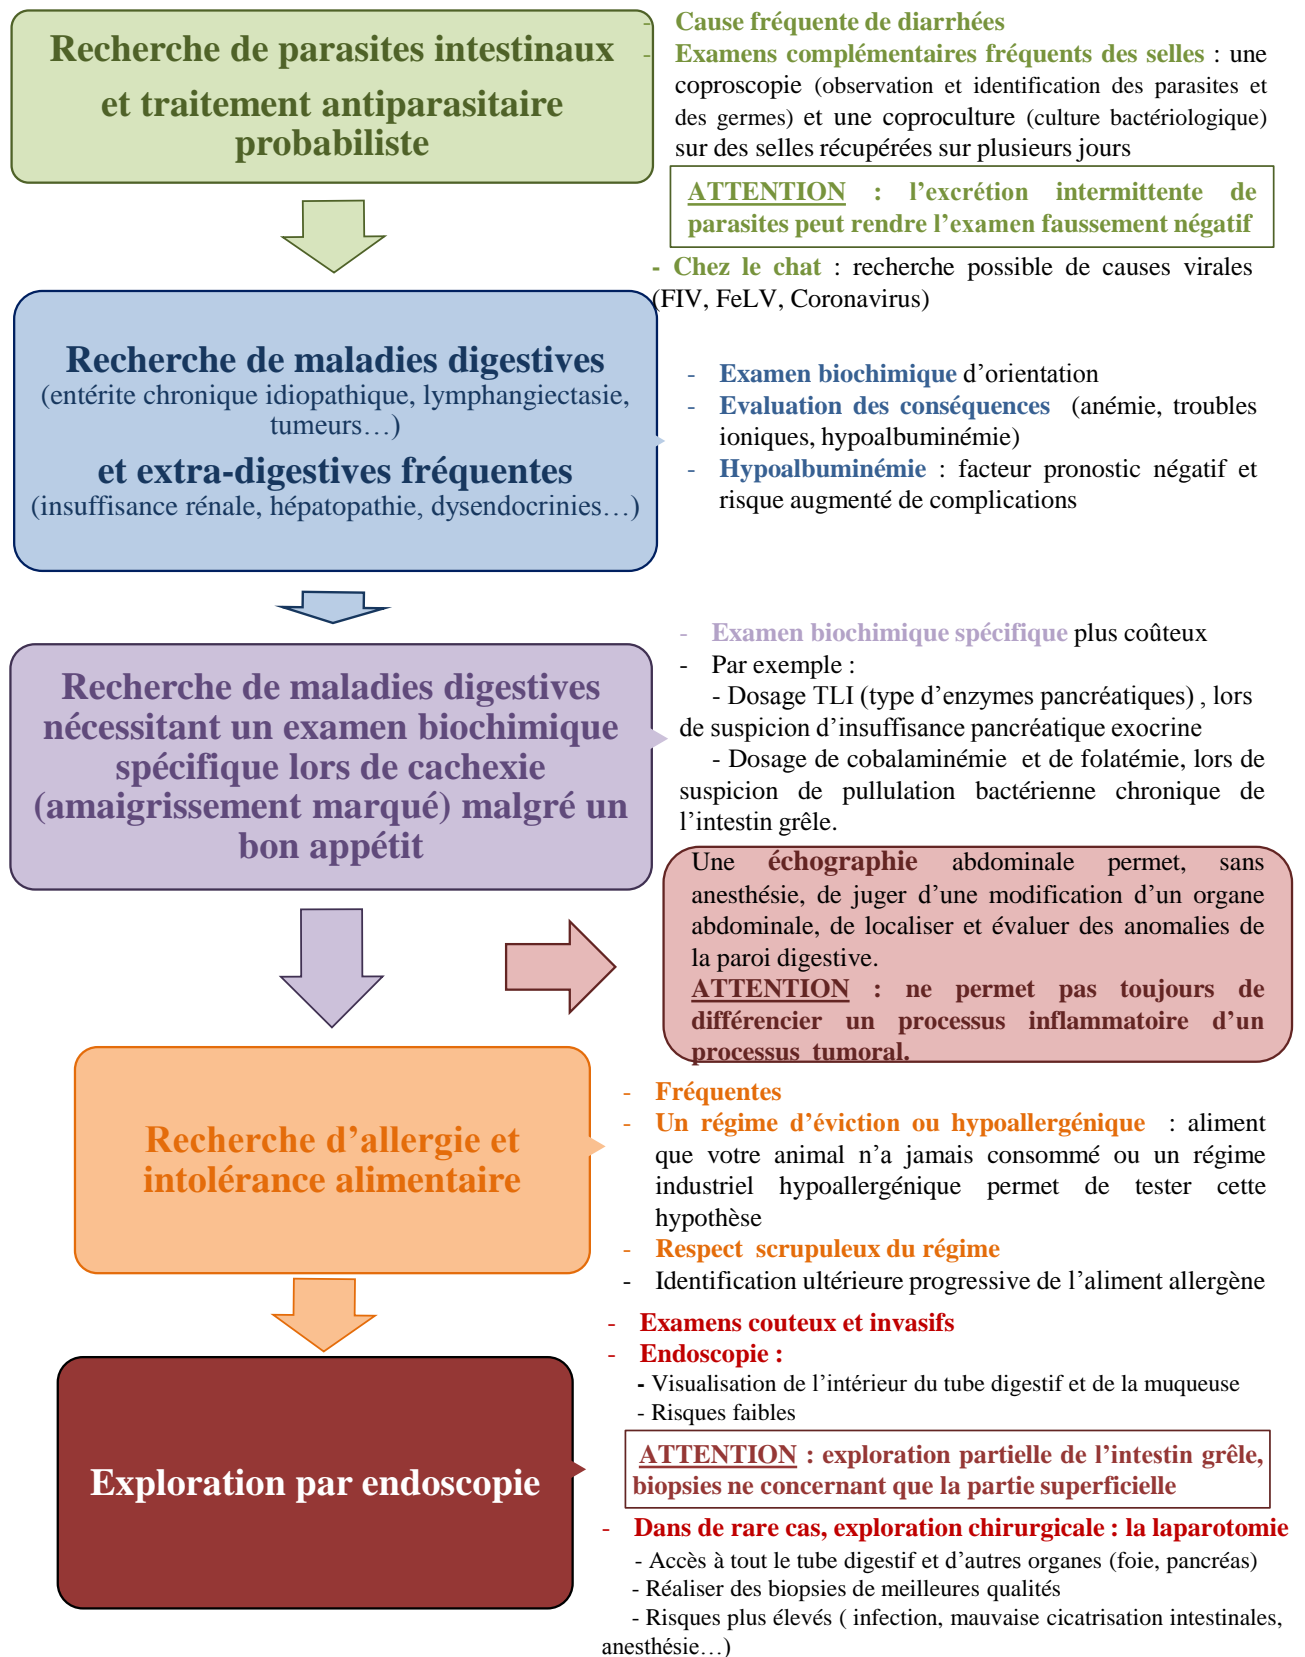 Recherche de parasites intestinaux
et traitement antiparasitaire
probabiliste
- Cause fréquente de diarrhées
- Examens complémentaires fréquents des selles : une
coproscopie (observation et identification des parasites et
des germes) et une coproculture (culture bactériologique)
sur des selles récupérées sur plusieurs jours
ATTENTION : l’excrétion intermittente de
parasites peut rendre l’examen faussement négatif
- Chez le chat : recherche possible de causes virales
(FIV, FeLV, Coronavirus)
Recherche de maladies digestives
(entérite chronique idiopathique, lymphangiectasie,
tumeurs…)
et extra-digestives fréquentes
(insuffisance rénale, hépatopathie, dysendocrinies…)
- Examen biochimique d’orientation
- Evaluation des conséquences (anémie, troubles
ioniques, hypoalbuminémie)
- Hypoalbuminémie : facteur pronostic négatif et
risque augmenté de complications
Recherche de maladies digestives
nécessitant un examen biochimique
spécifique lors de cachexie
(amaigrissement marqué) malgré un
bon appétit
- Examen biochimique spécifique plus coûteux
- Par exemple :
- Dosage TLI (type d’enzymes pancréatiques) , lors
de suspicion d’insuffisance pancréatique exocrine
- Dosage de cobalaminémie et de folatémie, lors de
suspicion de pullulation bactérienne chronique de
l’intestin grêle.
Une échographie abdominale permet, sans
anesthésie, de juger d’une modification d’un organe
abdominale, de localiser et évaluer des anomalies de
la paroi digestive.
ATTENTION : ne permet pas toujours de
différencier un processus inflammatoire d’un
processus tumoral.
Recherche d’allergie et
intolérance alimentaire
- Fréquentes
- Un régime d’éviction ou hypoallergénique : aliment
que votre animal n’a jamais consommé ou un régime
industriel hypoallergénique permet de tester cette
hypothèse
- Respect scrupuleux du régime
- Identification ultérieure progressive de l’aliment allergène
Exploration par endoscopie
- Examens couteux et invasifs
- Endoscopie :
- Visualisation de l’intérieur du tube digestif et de la muqueuse
- Risques faibles
ATTENTION : exploration partielle de l’intestin grêle,
biopsies ne concernant que la partie superficielle
- Dans de rare cas, exploration chirurgicale : la laparotomie
- Accès à tout le tube digestif et d’autres organes (foie, pancréas)
- Réaliser des biopsies de meilleures qualités
- Risques plus élevés ( infection, mauvaise cicatrisation intestinales,
anesthésie…)